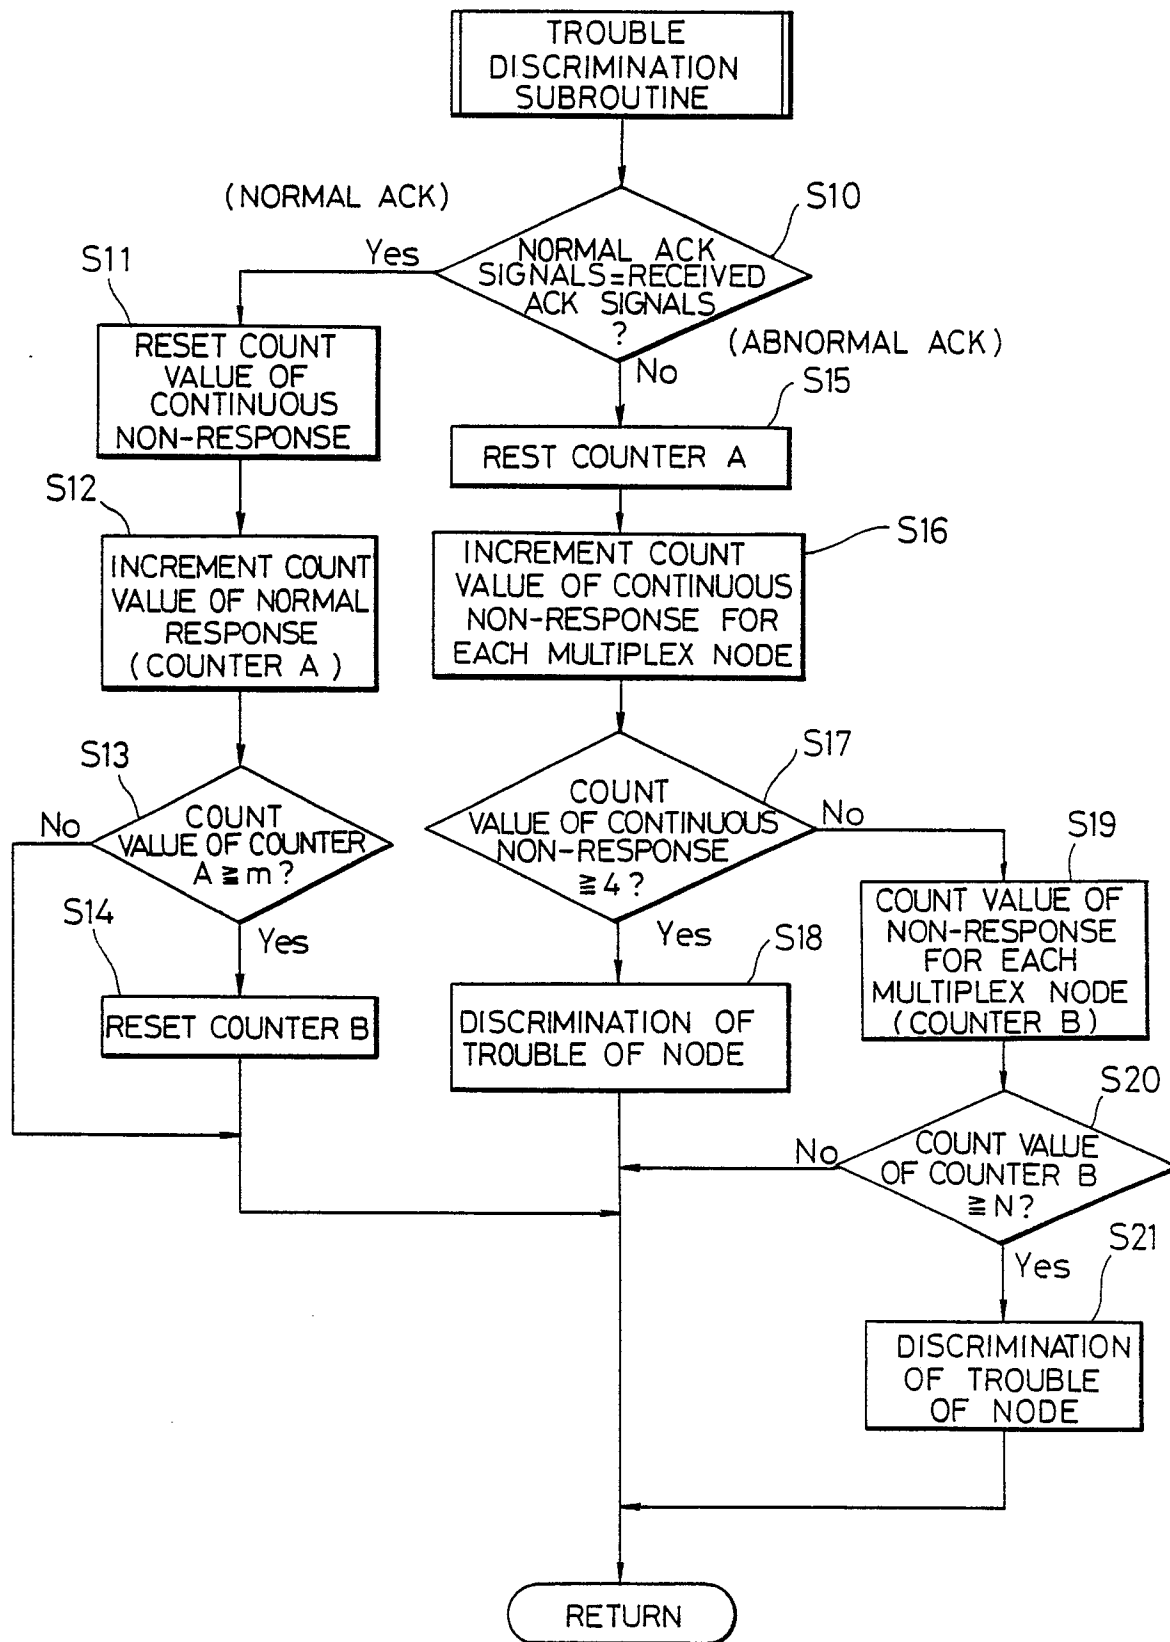 TROUBLE
DISCRIMINATION
SUBROUTINE
(NORMAL ACK)
S10
Yes
NORMAL ACK
SIGNALS=RECEIVED
ACK SIGNALS
?
(ABNORMAL ACK)
No
S11
RESET COUNT
VALUE OF
CONTINUOUS
NON-RESPONSE
S12
INCREMENT COUNT
VALUE OF NORMAL
RESPONSE
(COUNTER A)
S13
No
COUNT
VALUE OF COUNTER
A ≧ m?
Yes
S14
RESET COUNTER B
S15
REST COUNTER A
S16
INCREMENT COUNT
VALUE OF CONTINUOUS
NON-RESPONSE FOR
EACH MULTIPLEX NODE
S17
COUNT
VALUE OF CONTINUOUS
NON-RESPONSE
≧ 4?
No
Yes
S18
DISCRIMINATION OF
TROUBLE OF NODE
S19
COUNT VALUE OF
NON-RESPONSE
FOR EACH
MULTIPLEX NODE
(COUNTER B)
S20
No
COUNT VALUE
OF COUNTER B
≧ N?
Yes
S21
DISCRIMINATION
OF TROUBLE
OF NODE
RETURN